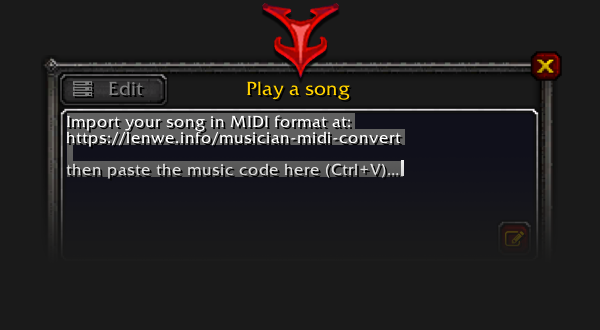 Edit
Play a song
Import your song in MIDI format at:
https://lenwe.info/musician-midi-convert
then paste the music code here (Ctrl+V)...